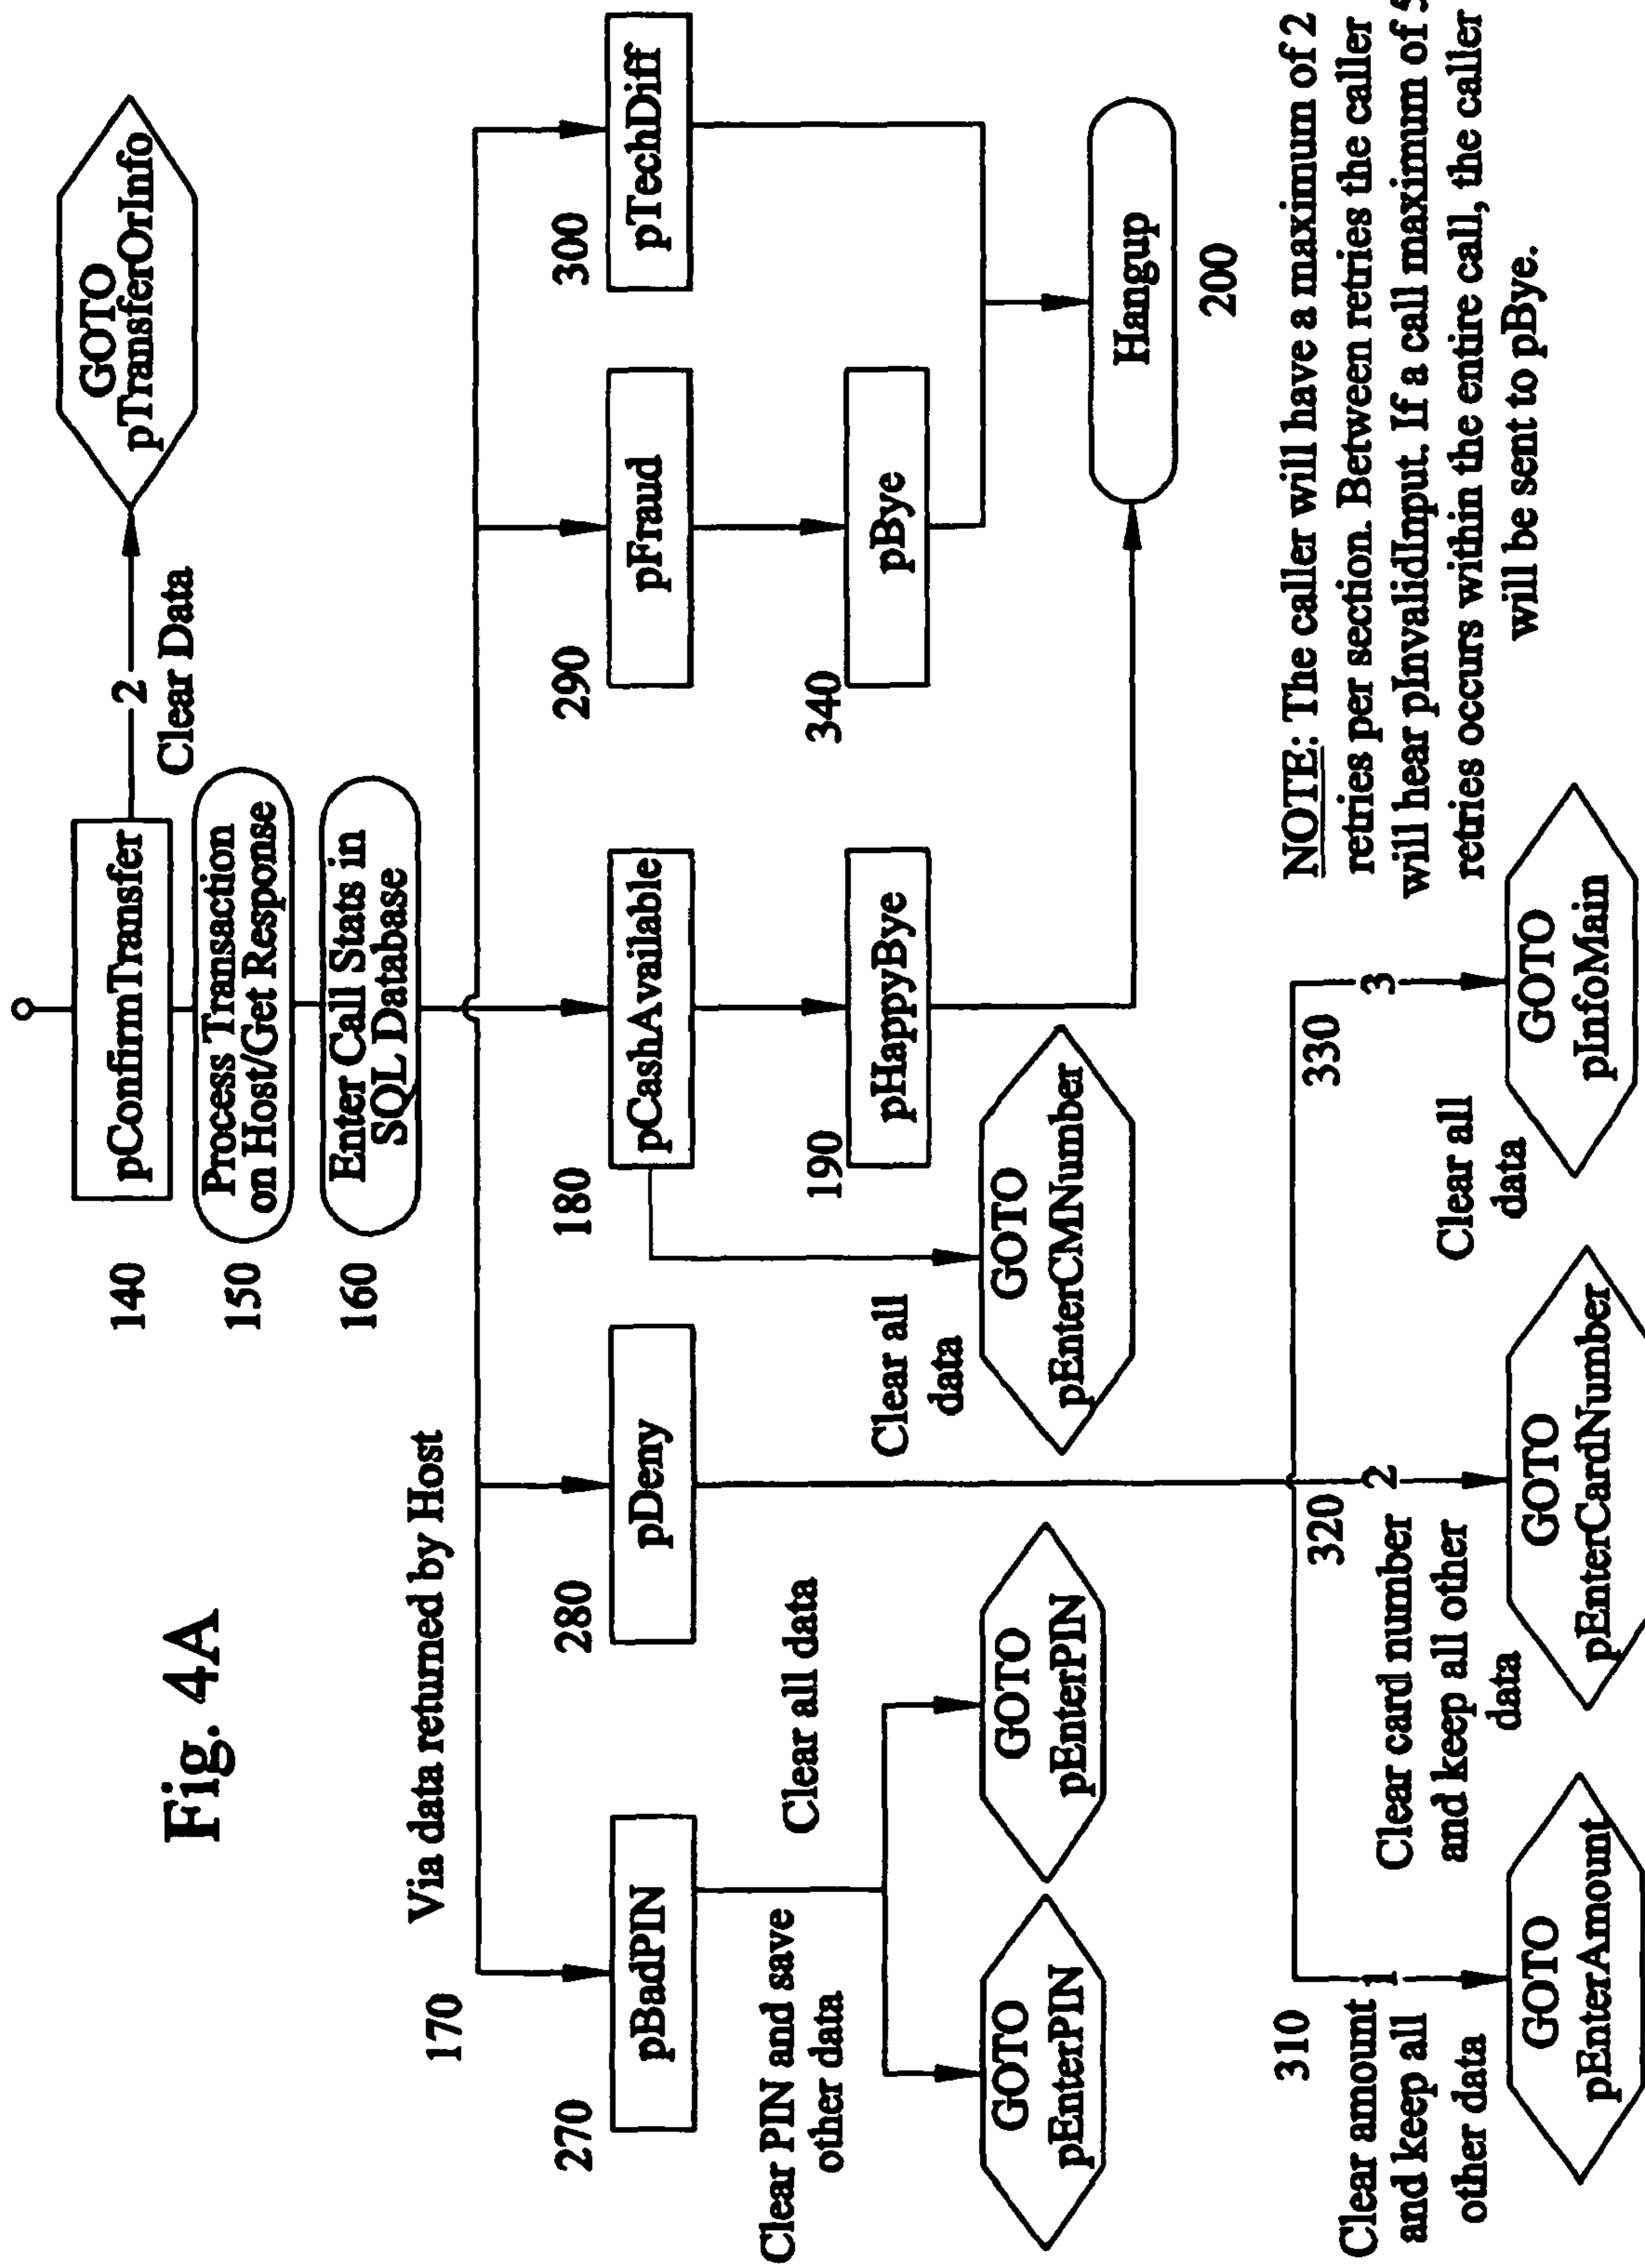 Fig. 4A
140
pConfirmTransfer
2
Clear Data
GOTO
pTransferOrInfo
150
Process Transaction
on Host/Get Response
160
Enter Call Stats in
SQL Database
170
Via data returned by Host
270
pBadPIN
280
pDeny
180
pCashAvailable
290
pFraud
300
pTechDiff
Clear PIN and save
other data
Clear all data
Clear all
data
190
pHappyBye
340
pBye
GOTO
pEnterPIN
GOTO
pEnterPIN
GOTO
pEnterCMNumber
Hangup
200
310
Clear amount
and keep all
other data
1
320
Clear card number
and keep all other
data
2
330
Clear all
data
3
GOTO
pEnterAmount
GOTO
pEnterCardNumber
GOTO
pInfoMain
NOTE: The caller will have a maximum of 2
retries per section. Between retries the caller
will hear pInvalidInput. If a call maximum of 5
retries occurs within the entire call, the caller
will be sent to pBye.